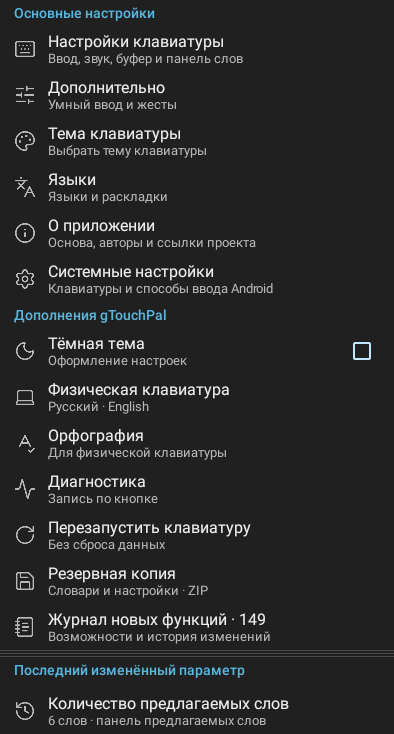 Основные настройки
Настройки клавиатуры
Ввод, звук, буфер и панель слов
Дополнительно
Умный ввод и жесты
Тема клавиатуры
Выбрать тему клавиатуры
Языки
Языки и раскладки
О приложении
Основа, авторы и ссылки проекта
Системные настройки
Клавиатуры и способы ввода Android
Дополнения gTouchPal
Тёмная тема
Оформление настроек
Физическая клавиатура
Русский · English
Орфография
Для физической клавиатуры
Диагностика
Запись по кнопке
Перезапустить клавиатуру
Без сброса данных
Резервная копия
Словари и настройки · ZIP
Журнал новых функций · 149
Возможности и история изменений
Последний изменённый параметр
Количество предлагаемых слов
6 слов · панель предлагаемых слов